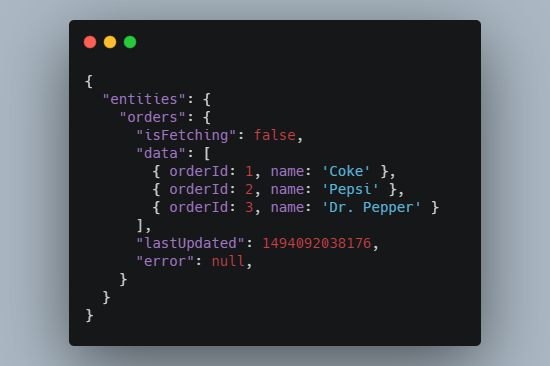 {
  "entities": {
    "orders": {
      "isFetching": false,
      "data": [
        { orderId: 1, name: 'Coke' },
        { orderId: 2, name: 'Pepsi' },
        { orderId: 3, name: 'Dr. Pepper' }
      ],
      "lastUpdated": 1494092038176,
      "error": null,
    }
  }
}